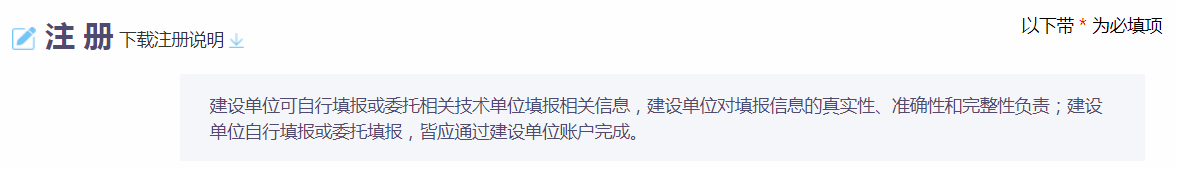 注 册 下载注册说明
以下带 * 为必填项
建设单位可自行填报或委托相关技术单位填报相关信息，建设单位对填报信息的真实性、准确性和完整性负责；建设
单位自行填报或委托填报，皆应通过建设单位账户完成。